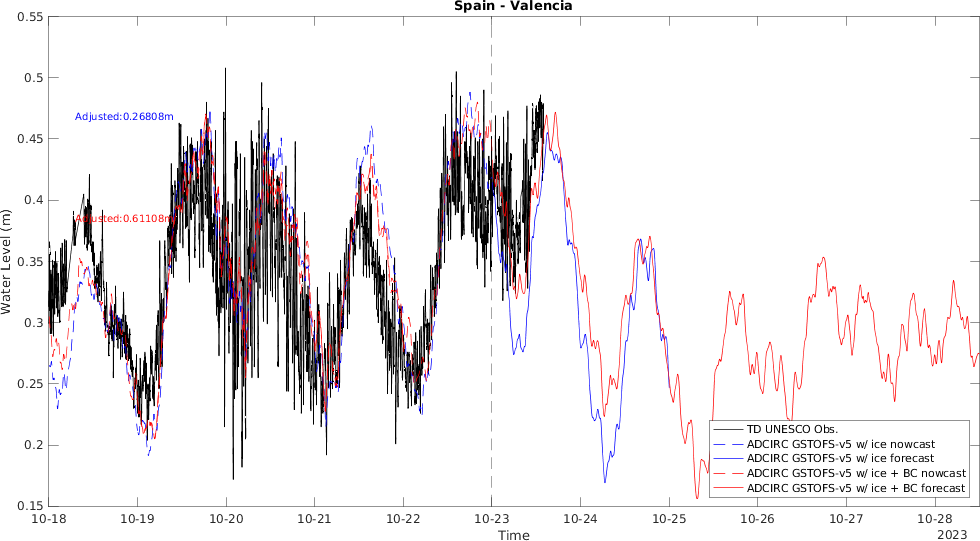 Spain - Valencia
0.55
0.5
0.45
0.4
0.35
0.3
0.25
0.2
0.15
Water Level (m)
Adjusted:0.26808m
Adjusted:0.61108m
TD UNESCO Obs.
ADCIRC GSTOFS-v5 w/ ice nowcast
ADCIRC GSTOFS-v5 w/ ice forecast
ADCIRC GSTOFS-v5 w/ ice + BC nowcast
ADCIRC GSTOFS-v5 w/ ice + BC forecast
10-18 10-19 10-20 10-21 10-22 10-23 10-24 10-25 10-26 10-27 10-28
2023
Time